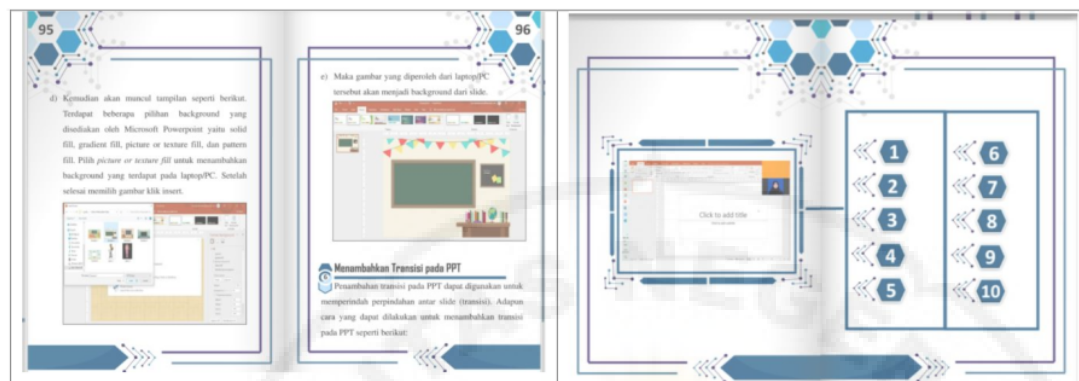 95
d) Kemudian akan muncul tampilan seperti berikut.
Terdapat beberapa pilihan background yang
disediakan oleh Microsoft Powerpoint yaitu solid
fill, gradient fill, picture or texture fill, dan pattern
fill. Pilih picture or texture fill untuk menambahkan
background yang terdapat pada laptop/PC. Setelah
selesai memilih gambar klik insert.
96
e) Maka gambar yang diperoleh dari laptop/PC
tersebut akan menjadi background dari slide.
Menambahkan Transisi pada PPT
Penambahan transisi pada PPT dapat digunakan untuk
memperindah perpindahan antar slide (transisi). Adapun
cara yang dapat dilakukan untuk menambahkan transisi
pada PPT seperti berikut:
Click to add title
1
2
3
4
5
6
7
8
9
10